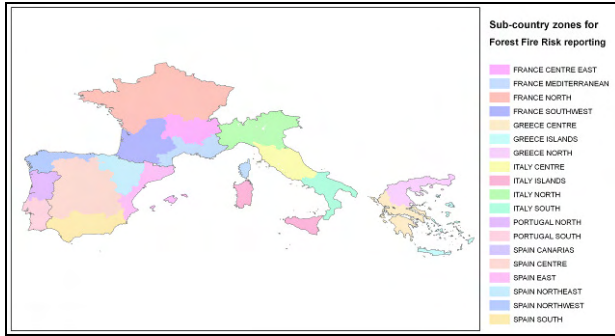 Sub-country zones for
Forest Fire Risk reporting
FRANCE CENTRE EAST
FRANCE MEDITERRANEAN
FRANCE NORTH
FRANCE SOUTHWEST
GREECE CENTRE
GREECE ISLANDS
GREECE NORTH
ITALY CENTRE
ITALY ISLANDS
ITALY NORTH
ITALY SOUTH
PORTUGAL NORTH
PORTUGAL SOUTH
SPAIN CANARIAS
SPAIN CENTRE
SPAIN EAST
SPAIN NORTHEAST
SPAIN NORTHWEST
SPAIN SOUTH